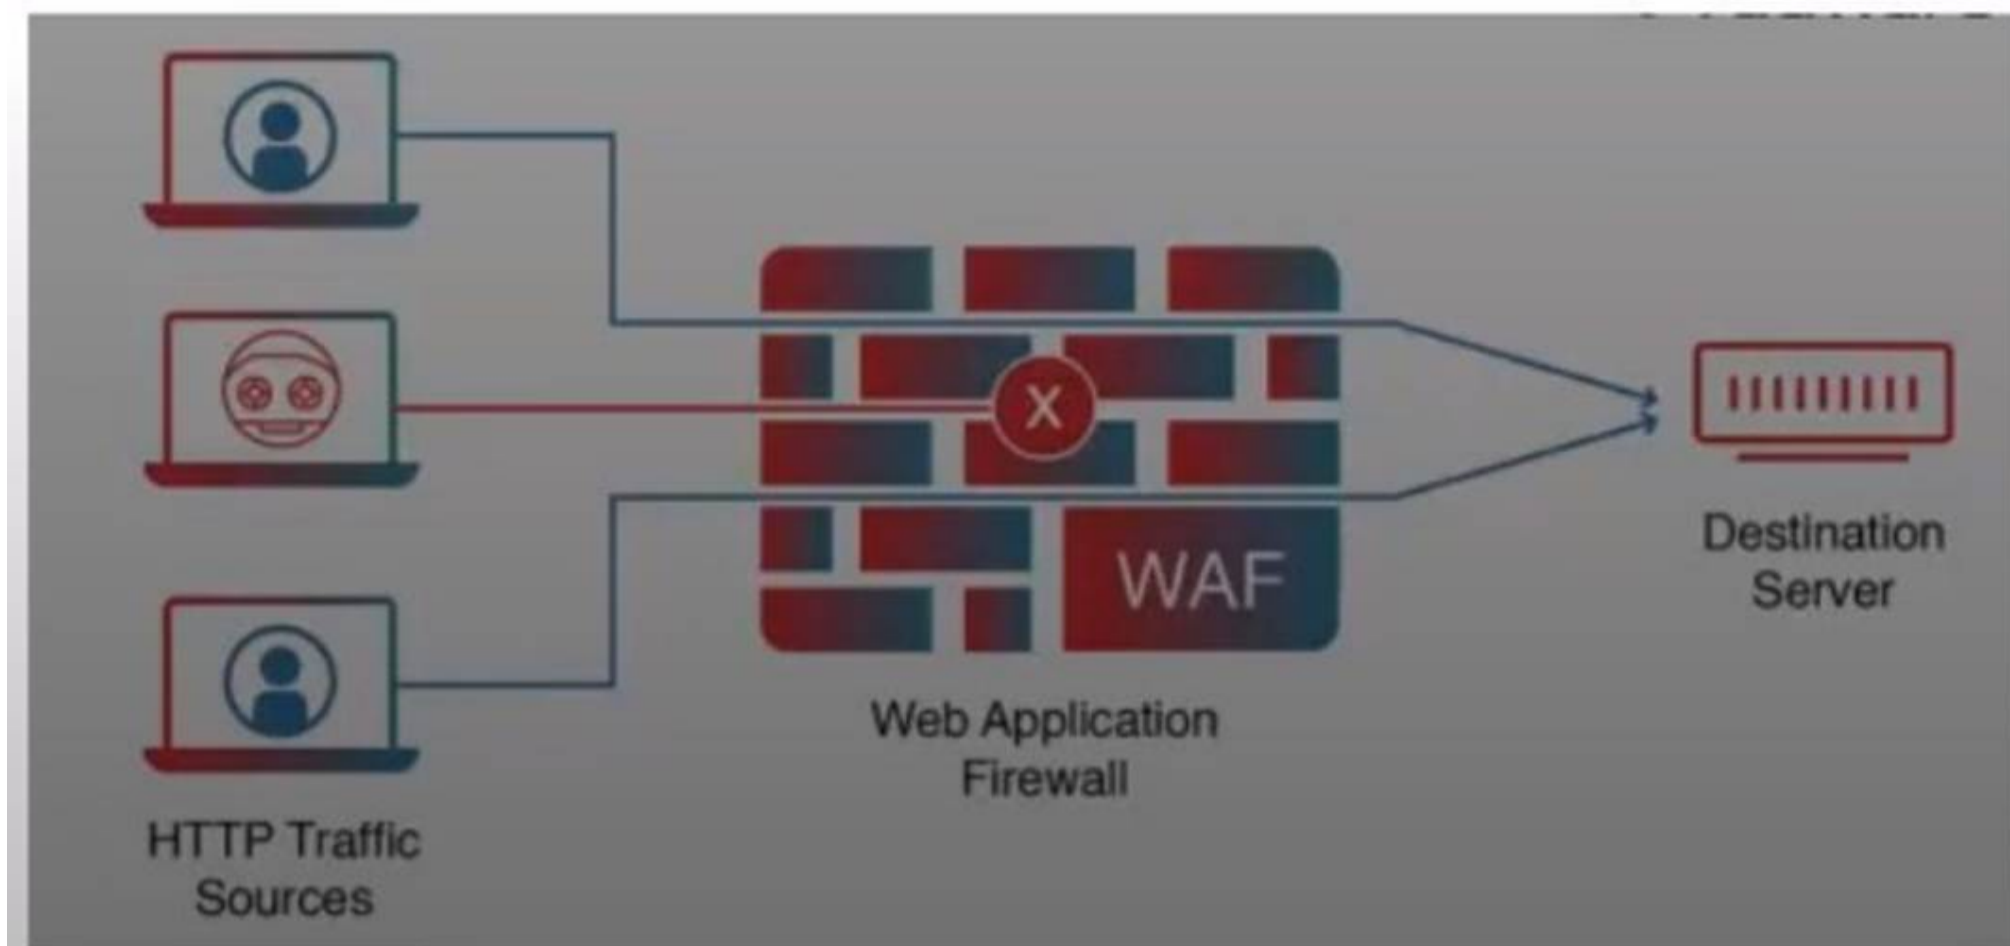 X
WAF
Destination
Server
Web Application
Firewall
HTTP Traffic
Sources